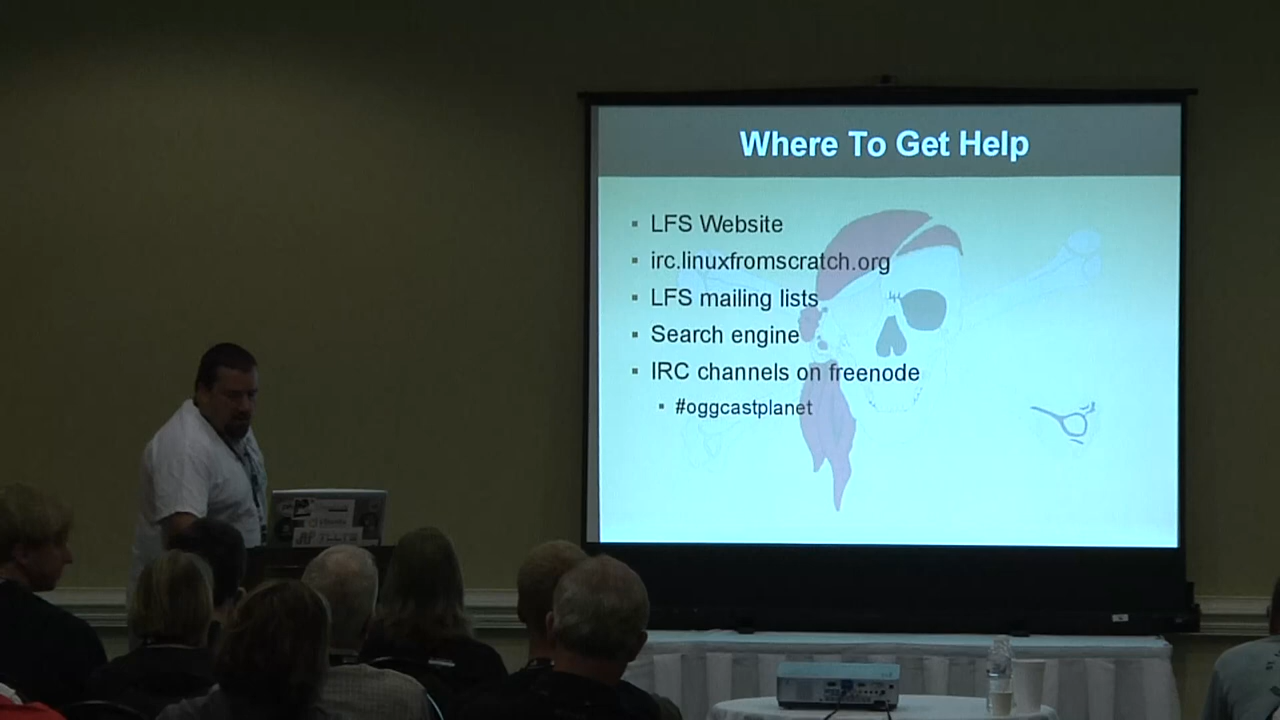 Where To Get Help
LFS Website
irc.linuxfromscratch.org
LFS mailing lists
Search engine
IRC channels on freenode
#oggcastplanet